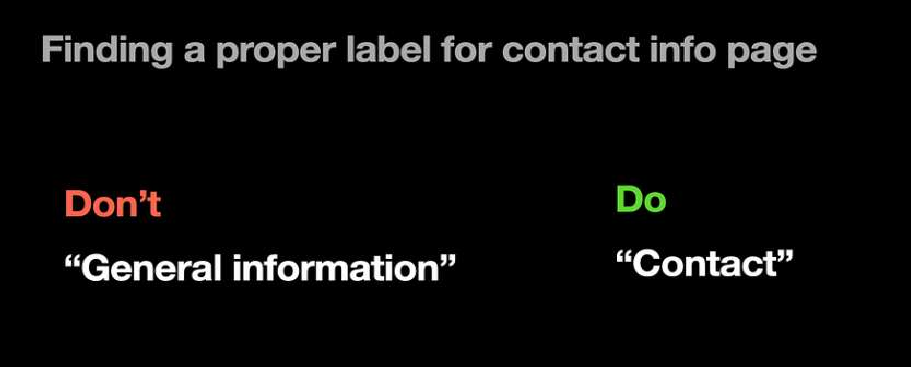 Finding a proper label for contact info page
Don’t
“General information”
Do
“Contact”